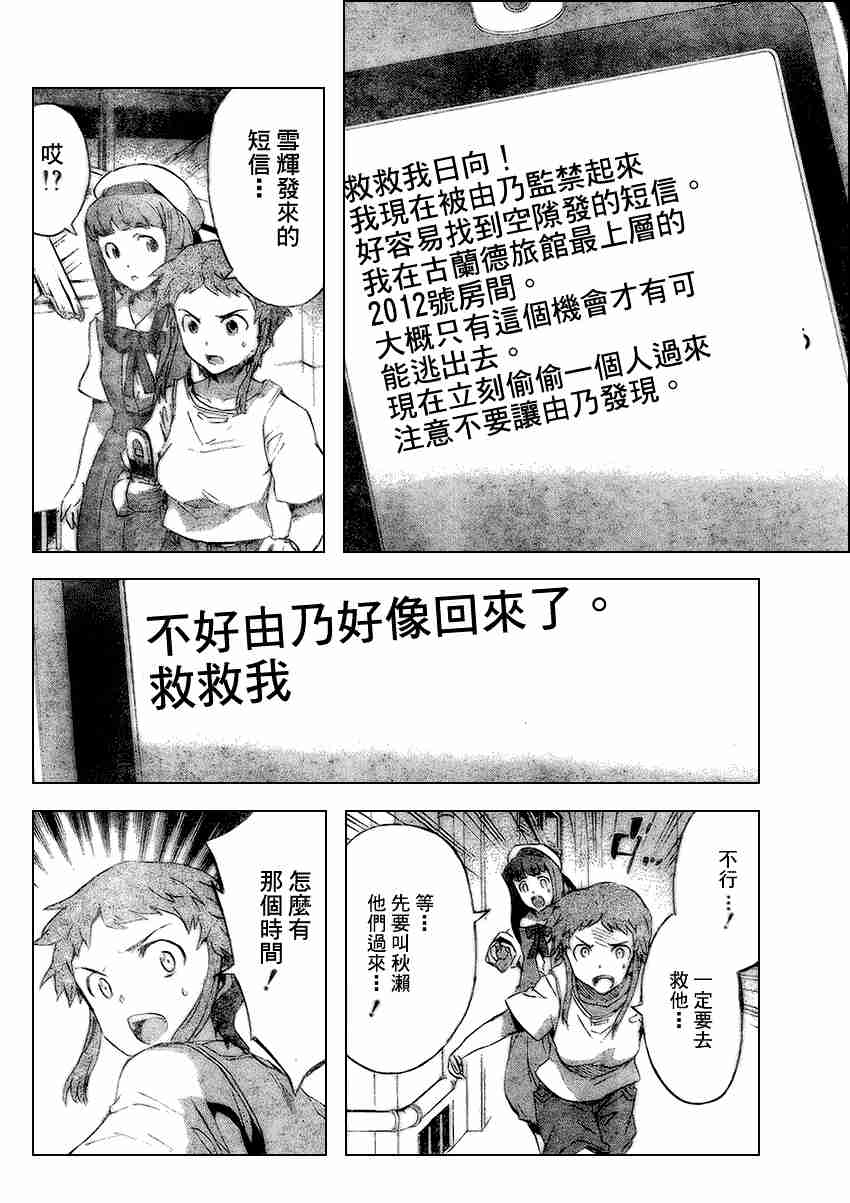 救救我日向！
我現在被由乃監禁起來
好容易找到空隙發的短信。
我在古蘭德旅館最上層的
2012號房間。
大概只有這個機會才有可
能逃出去。
現在立刻偷偷一個人過來
注意不要讓由乃發現。
雪輝發來的
短信…
哎!?
不好由乃好像回來了。
救救我
不行…!
一定要去
救他…
等…
先要叫秋瀨
他們過來…!
怎麼有
那個時間!